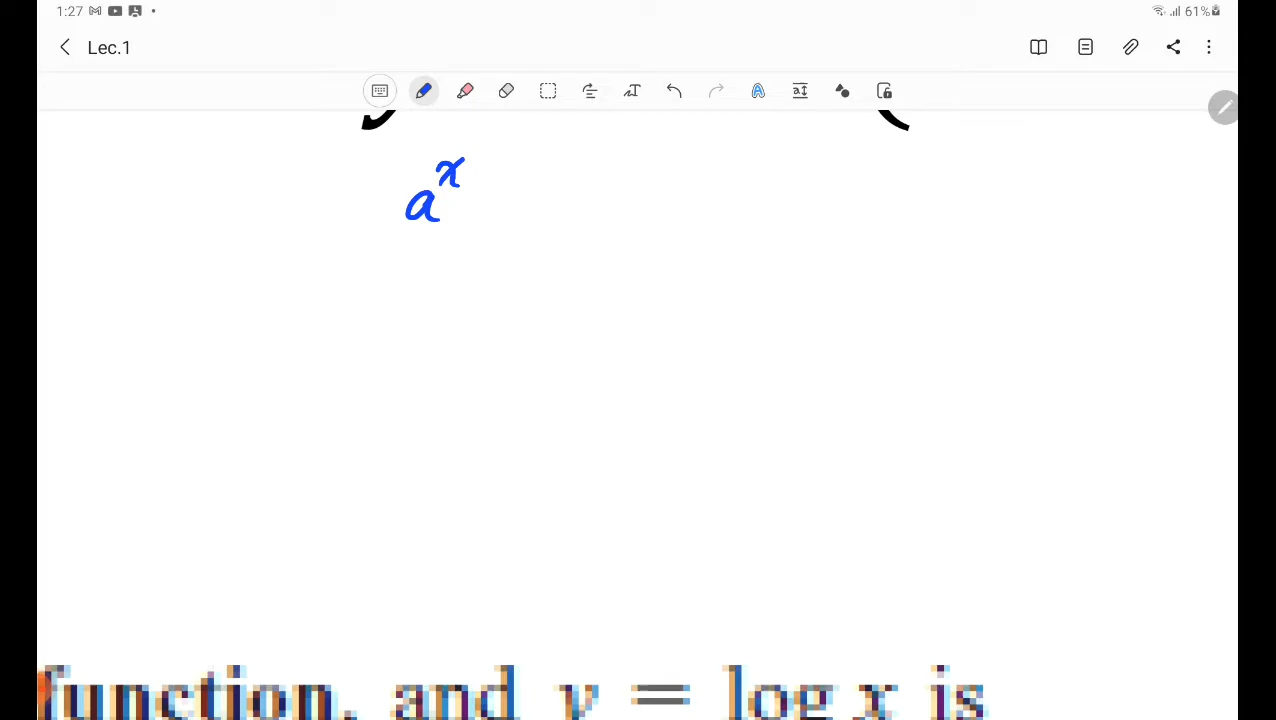 1:27 61%
Lec.1
a^x
function, and y = log x is